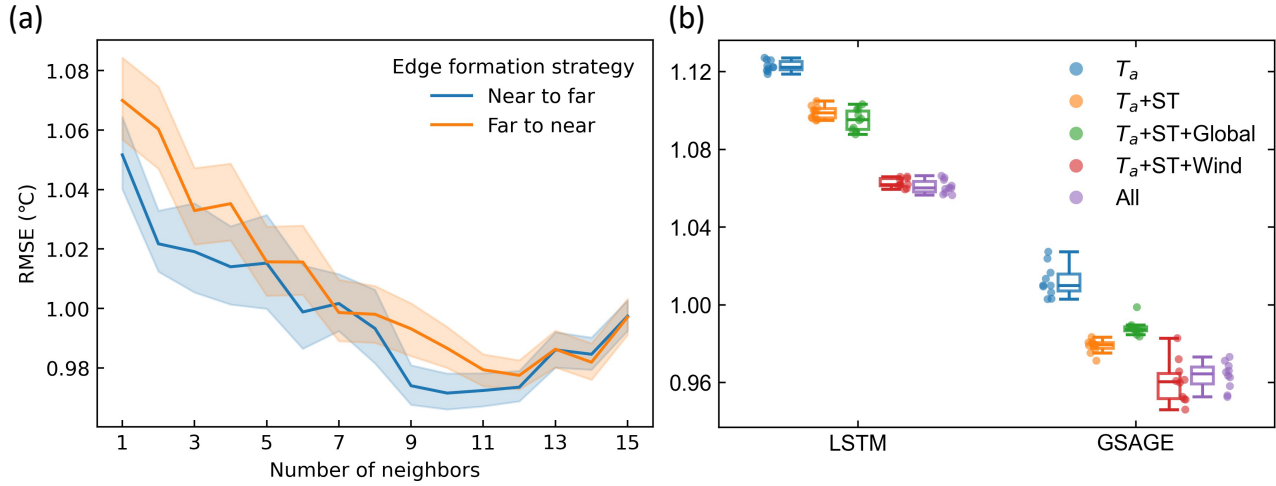 (a)
RMSE (°C)
1.08
1.06
1.04
1.02
1.00
0.98
Edge formation strategy
Near to far
Far to near
1 3 5 7 9 11 13 15
Number of neighbors
(b)
1.12
1.08
1.04
1.00
0.96
Tₐ
Tₐ+ST
Tₐ+ST+Global
Tₐ+ST+Wind
All
LSTM GSAGE